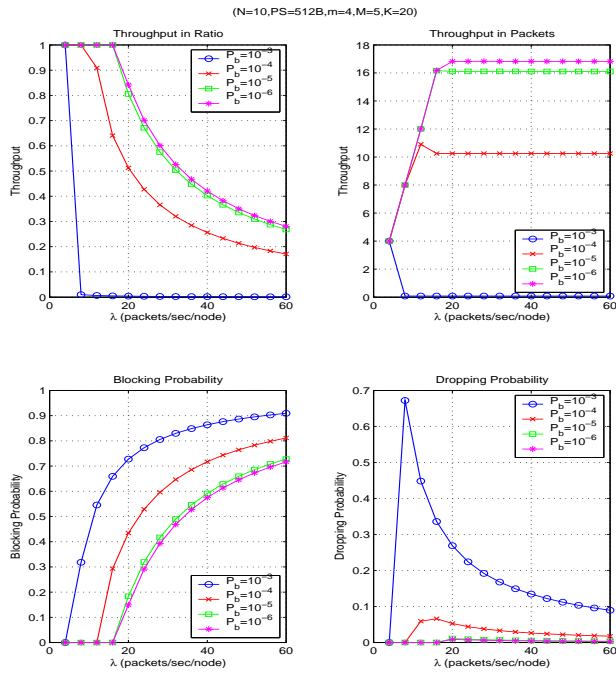 (N=10,PS=512B,m=4,M=5,K=20)
Throughput in Ratio
1
0.9
0.8
0.7
0.6
0.5
0.4
0.3
0.2
0.1
0
Throughput
P_b=10^-3
P_b=10^-4
P_b=10^-5
P_b=10^-6
0 20 40 60
λ (packets/sec/node)
Throughput in Packets
18
16
14
12
10
8
6
4
2
0
Throughput
P_b=10^-3
P_b=10^-4
P_b=10^-5
P_b=10^-6
0 20 40 60
λ (packets/sec/node)
Blocking Probability
1
0.9
0.8
0.7
0.6
0.5
0.4
0.3
0.2
0.1
0
Blocking Probability
P_b=10^-3
P_b=10^-4
P_b=10^-5
P_b=10^-6
0 20 40 60
λ (packets/sec/node)
Dropping Probability
0.7
0.6
0.5
0.4
0.3
0.2
0.1
0
Dropping Probability
P_b=10^-3
P_b=10^-4
P_b=10^-5
P_b=10^-6
0 20 40 60
λ (packets/sec/node)